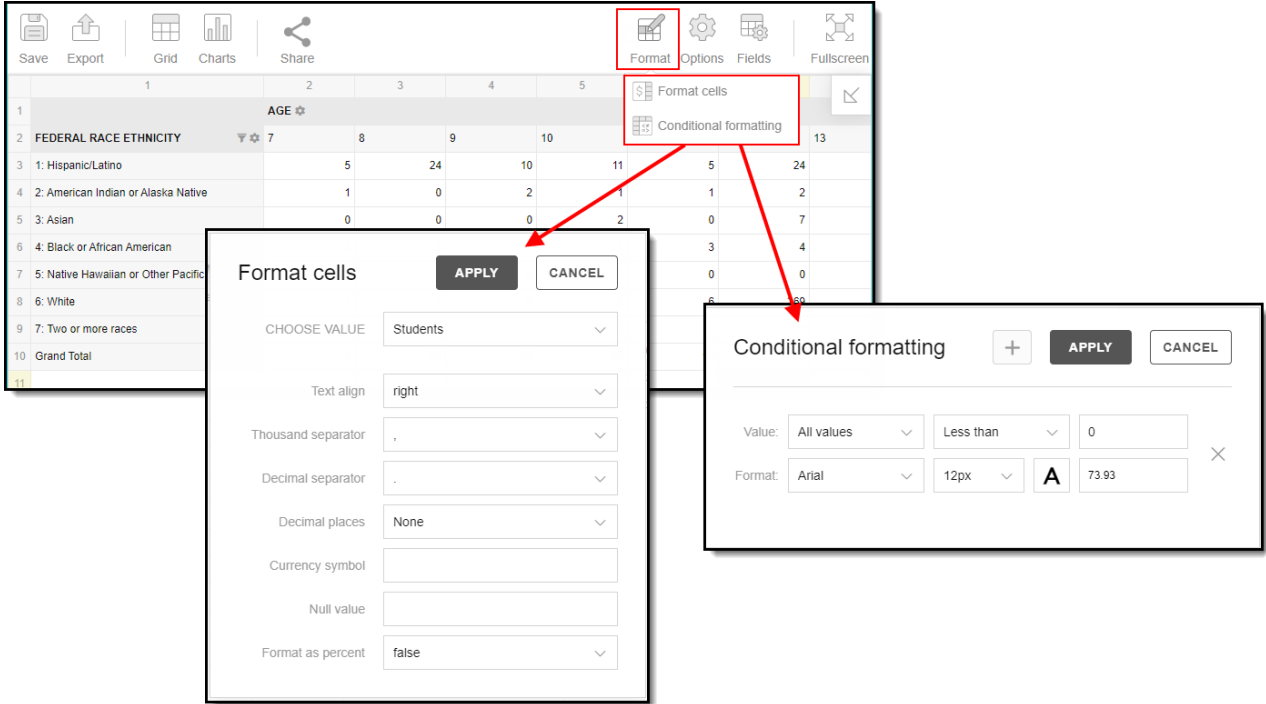 Save Export Grid Charts Share Format Options Fields Fullscreen
Format cells
Conditional formatting
1 2 3 4 5
1 AGE
2 FEDERAL RACE ETHNICITY 7 8 9 10 13
3 1: Hispanic/Latino 5 24 10 11 5 24
4 2: American Indian or Alaska Native 1 0 2 1 1 2
5 3: Asian 0 0 0 2 0 7
6 4: Black or African American 3 4
7 5: Native Hawaiian or Other Pacific 0 0
8 6: White
9 7: Two or more races
10 Grand Total
11
Format cells APPLY CANCEL
CHOOSE VALUE Students
Text align right
Thousand separator ,
Decimal separator .
Decimal places None
Currency symbol
Null value
Format as percent false
Conditional formatting + APPLY CANCEL
Value: All values Less than 0
Format: Arial 12px A 73.93